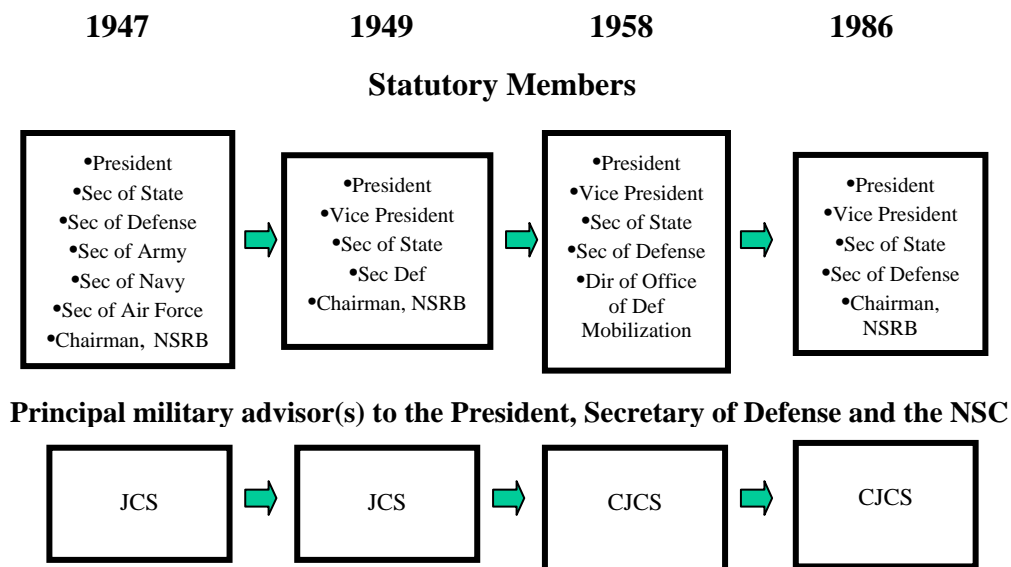 1947 1949 1958 1986
Statutory Members
•President
•Sec of State
•Sec of Defense
•Sec of Army
•Sec of Navy
•Sec of Air Force
•Chairman, NSRB
•President
•Vice President
•Sec of State
•Sec Def
•Chairman, NSRB
•President
•Vice President
•Sec of State
•Sec of Defense
•Dir of Office
of Def
Mobilization
•President
•Vice President
•Sec of State
•Sec of Defense
•Chairman,
NSRB
Principal military advisor(s) to the President, Secretary of Defense and the NSC
JCS JCS CJCS CJCS